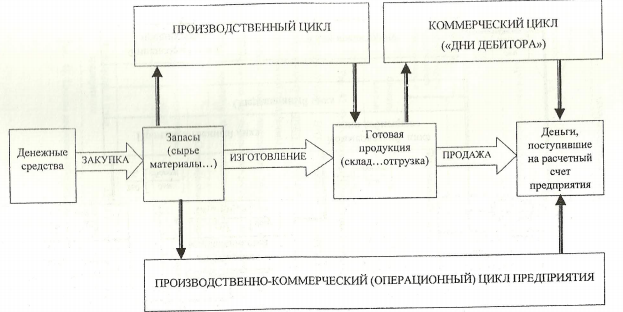 ПРОИЗВОДСТВЕННЫЙ ЦИКЛ
КОММЕРЧЕСКИЙ ЦИКЛ
(«ДНИ ДЕБИТОРА»)
Денежные
средства
ЗАКУПКА
Запасы
(сырье
материалы...)
ИЗГОТОВЛЕНИЕ
Готовая
продукция
(склад...отгрузка)
ПРОДАЖА
Деньги,
поступившие
на расчетный
счет
предприятия
ПРОИЗВОДСТВЕННО-КОММЕРЧЕСКИЙ (ОПЕРАЦИОННЫЙ) ЦИКЛ ПРЕДПРИЯТИЯ